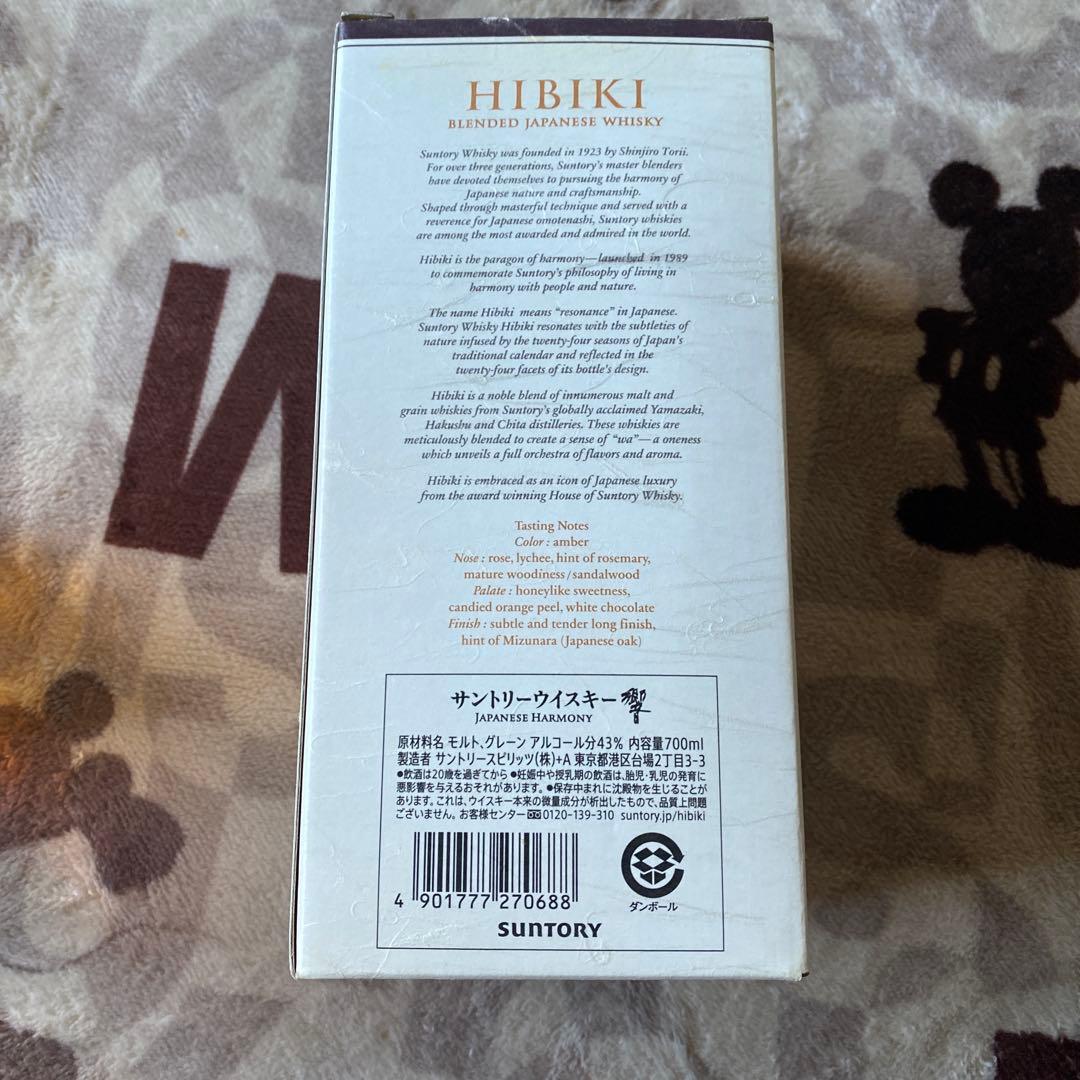 HIBIKI
BLENDED JAPANESE WHISKY
Suntory Whisky was founded in 1923 by Shinjiro Torii.
For over three generations, Suntory's master blenders
have devoted themselves to pursuing the harmony of
Japanese nature and craftsmanship.
Shaped through masterful technique and served with a
reverence for Japanese omotenashi, Suntory whiskies
are among the most awarded and admired in the world.
Hibiki is the paragon of harmony—launched in 1989
to commemorate Suntory's philosophy of living in
harmony with people and nature.
The name Hibiki means "resonance" in Japanese.
Suntory Whisky Hibiki resonates with the subtleties of
nature infused by the twenty-four seasons of Japan's
traditional calendar and reflected in the
twenty-four facets of its bottle's design.
Hibiki is a noble blend of innumerous malt and
grain whiskies from Suntory's globally acclaimed Yamazaki,
Hakushu and Chita distilleries. These whiskies are
meticulously blended to create a sense of "wa"— a oneness
which unveils a full orchestra of flavors and aroma.
Hibiki is embraced as an icon of Japanese luxury
from the award winning House of Suntory Whisky.
Tasting Notes
Color : amber
Nose : rose, lychee, hint of rosemary,
mature woodiness/sandalwood
Palate : honeylike sweetness,
candied orange peel, white chocolate
Finish : subtle and tender long finish,
hint of Mizunara (Japanese oak)
サントリーウイスキー 響
JAPANESE HARMONY
原材料名 モルト、グレーン アルコール分43% 内容量700ml
製造者 サントリースピリッツ(株)+A 東京都港区台場2丁目3-3
●飲酒は20歳を過ぎてから ●妊娠中や授乳期の飲酒は、胎児・乳児の発育に
悪影響を与えるおそれがあります。●保存中まれに沈殿物を生じることが
あります。これは、ウイスキー本来の微量成分が析出したもので、品質上問題
ございません。お客様センター 0120-139-310 suntory.jp/hibiki
4 901777 270688
ダンボール
SUNTORY